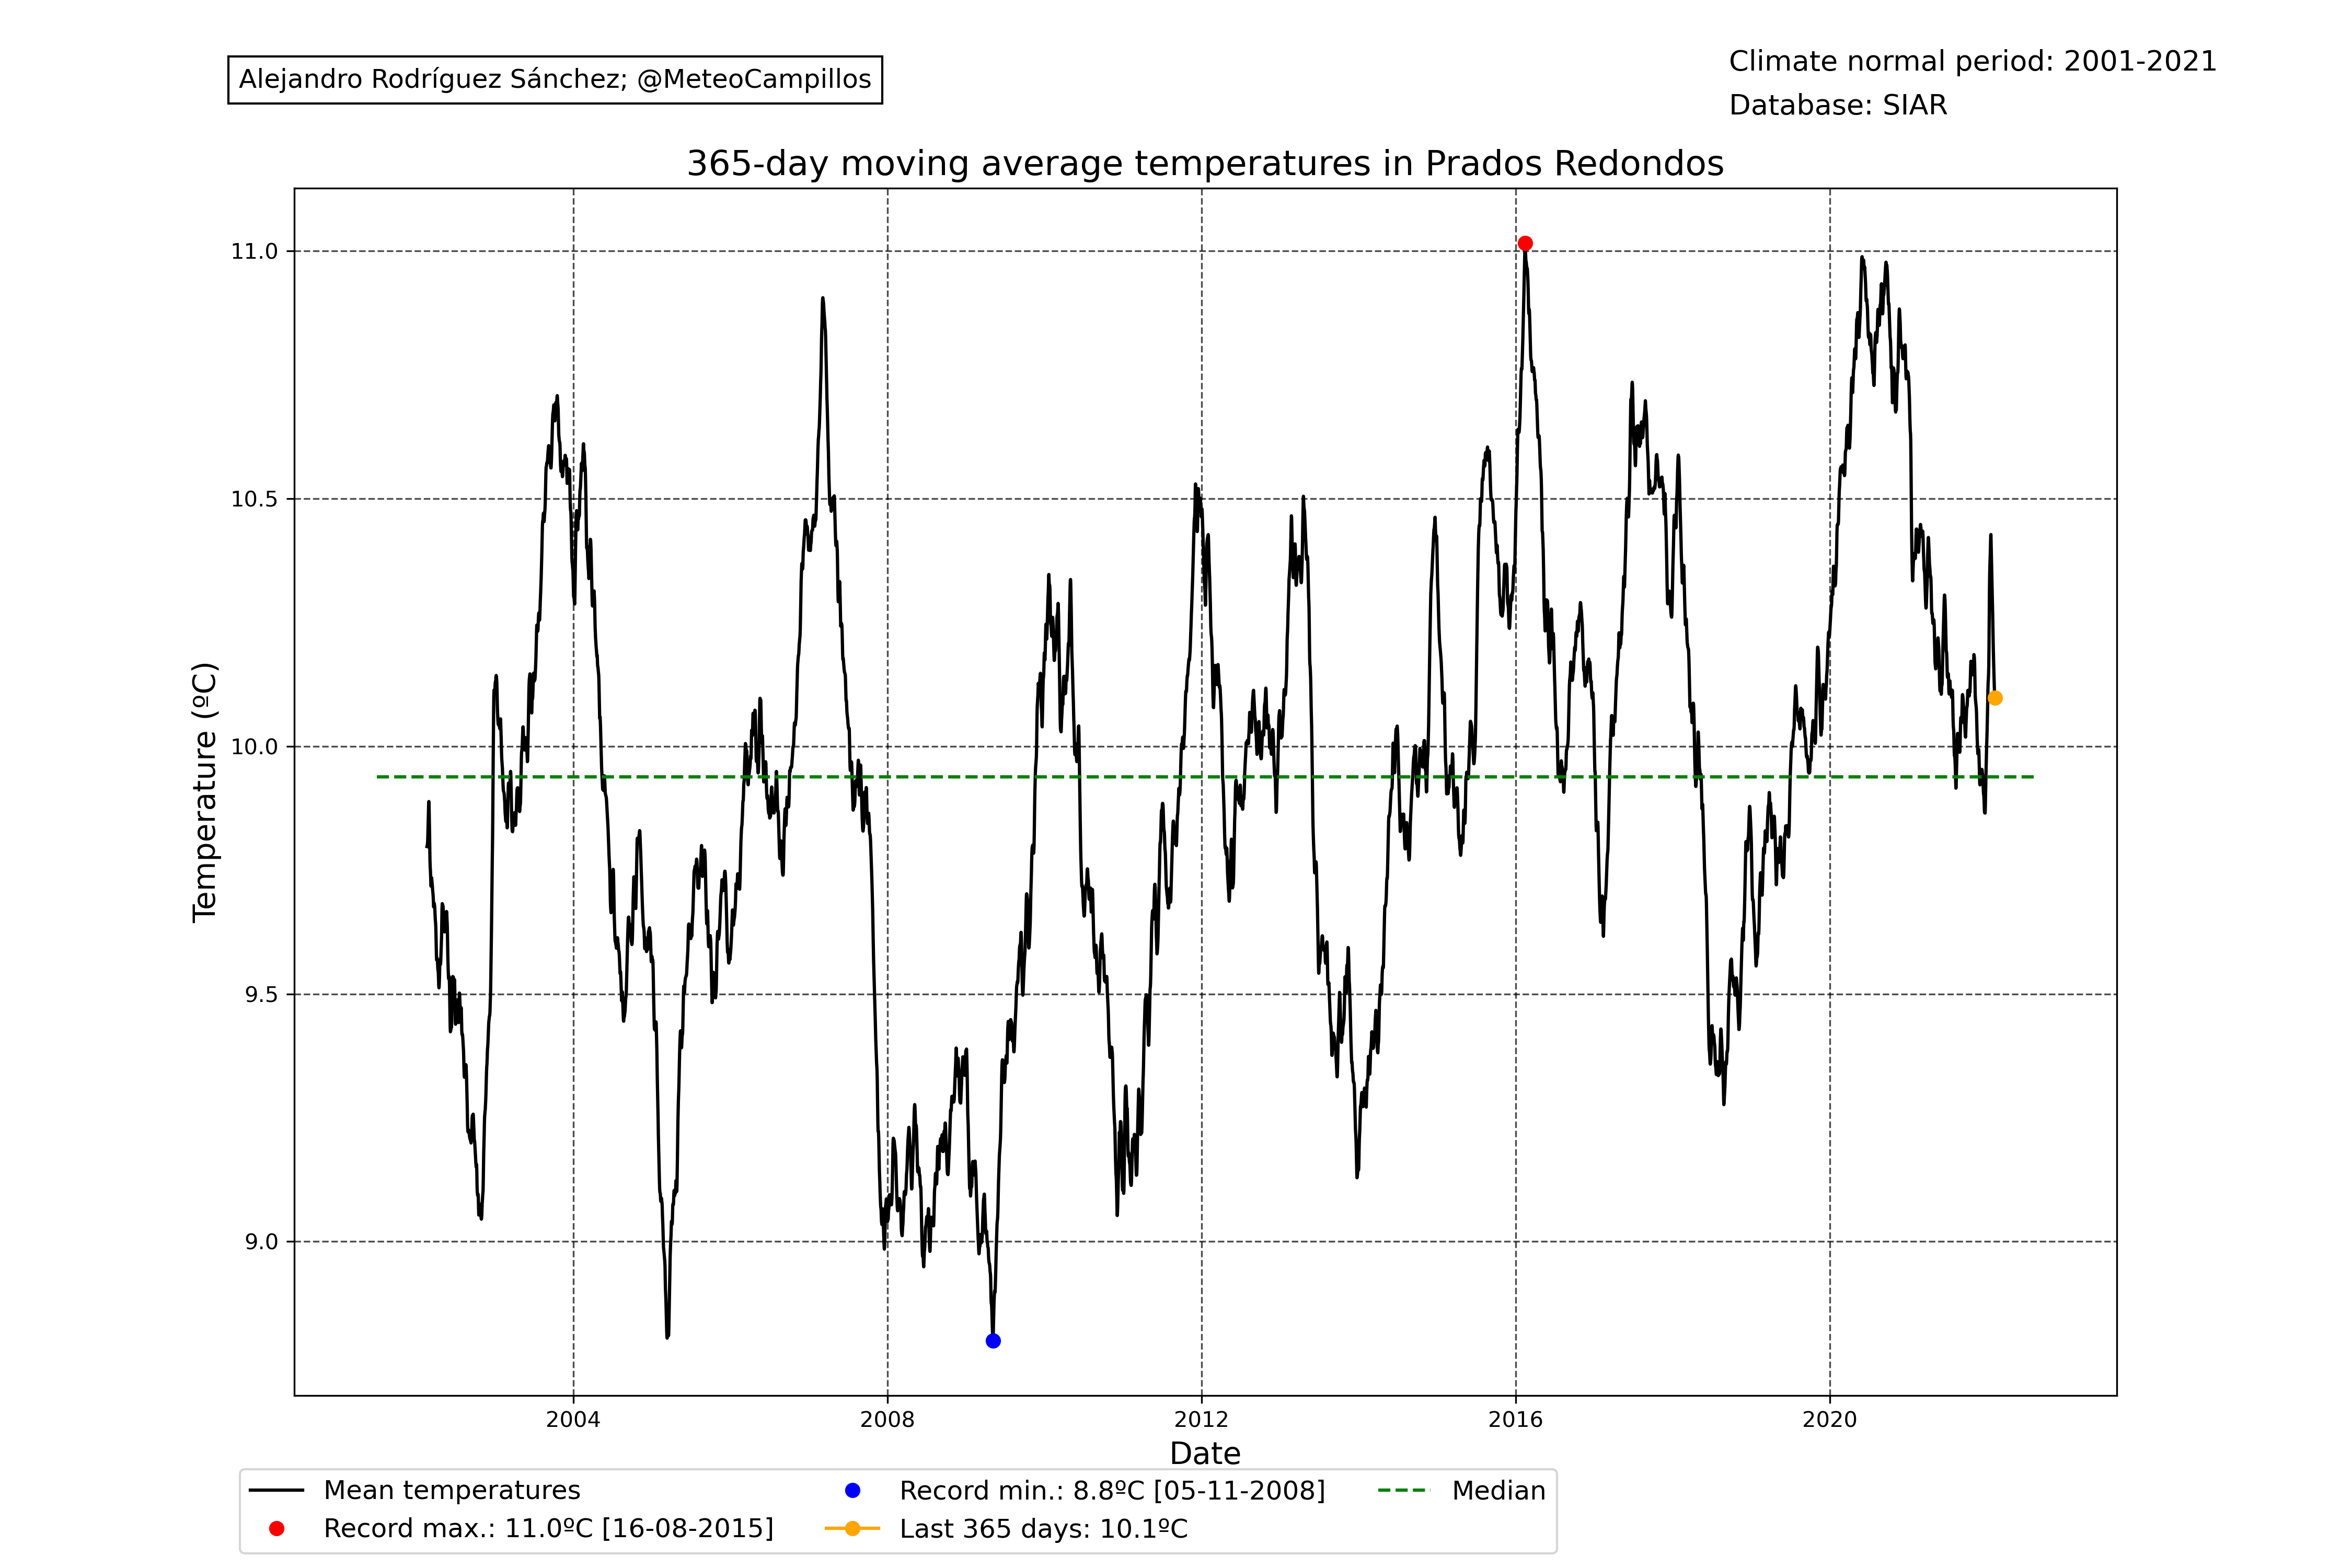 Alejandro Rodríguez Sánchez; @MeteoCampillos
Climate normal period: 2001-2021
Database: SIAR
365-day moving average temperatures in Prados Redondos
11.0
10.5
10.0
9.5
9.0
Temperature (ºC)
2004 2008 2012 2016 2020
Date
Mean temperatures
Record max.: 11.0ºC [16-08-2015]
Record min.: 8.8ºC [05-11-2008]
Last 365 days: 10.1ºC
Median